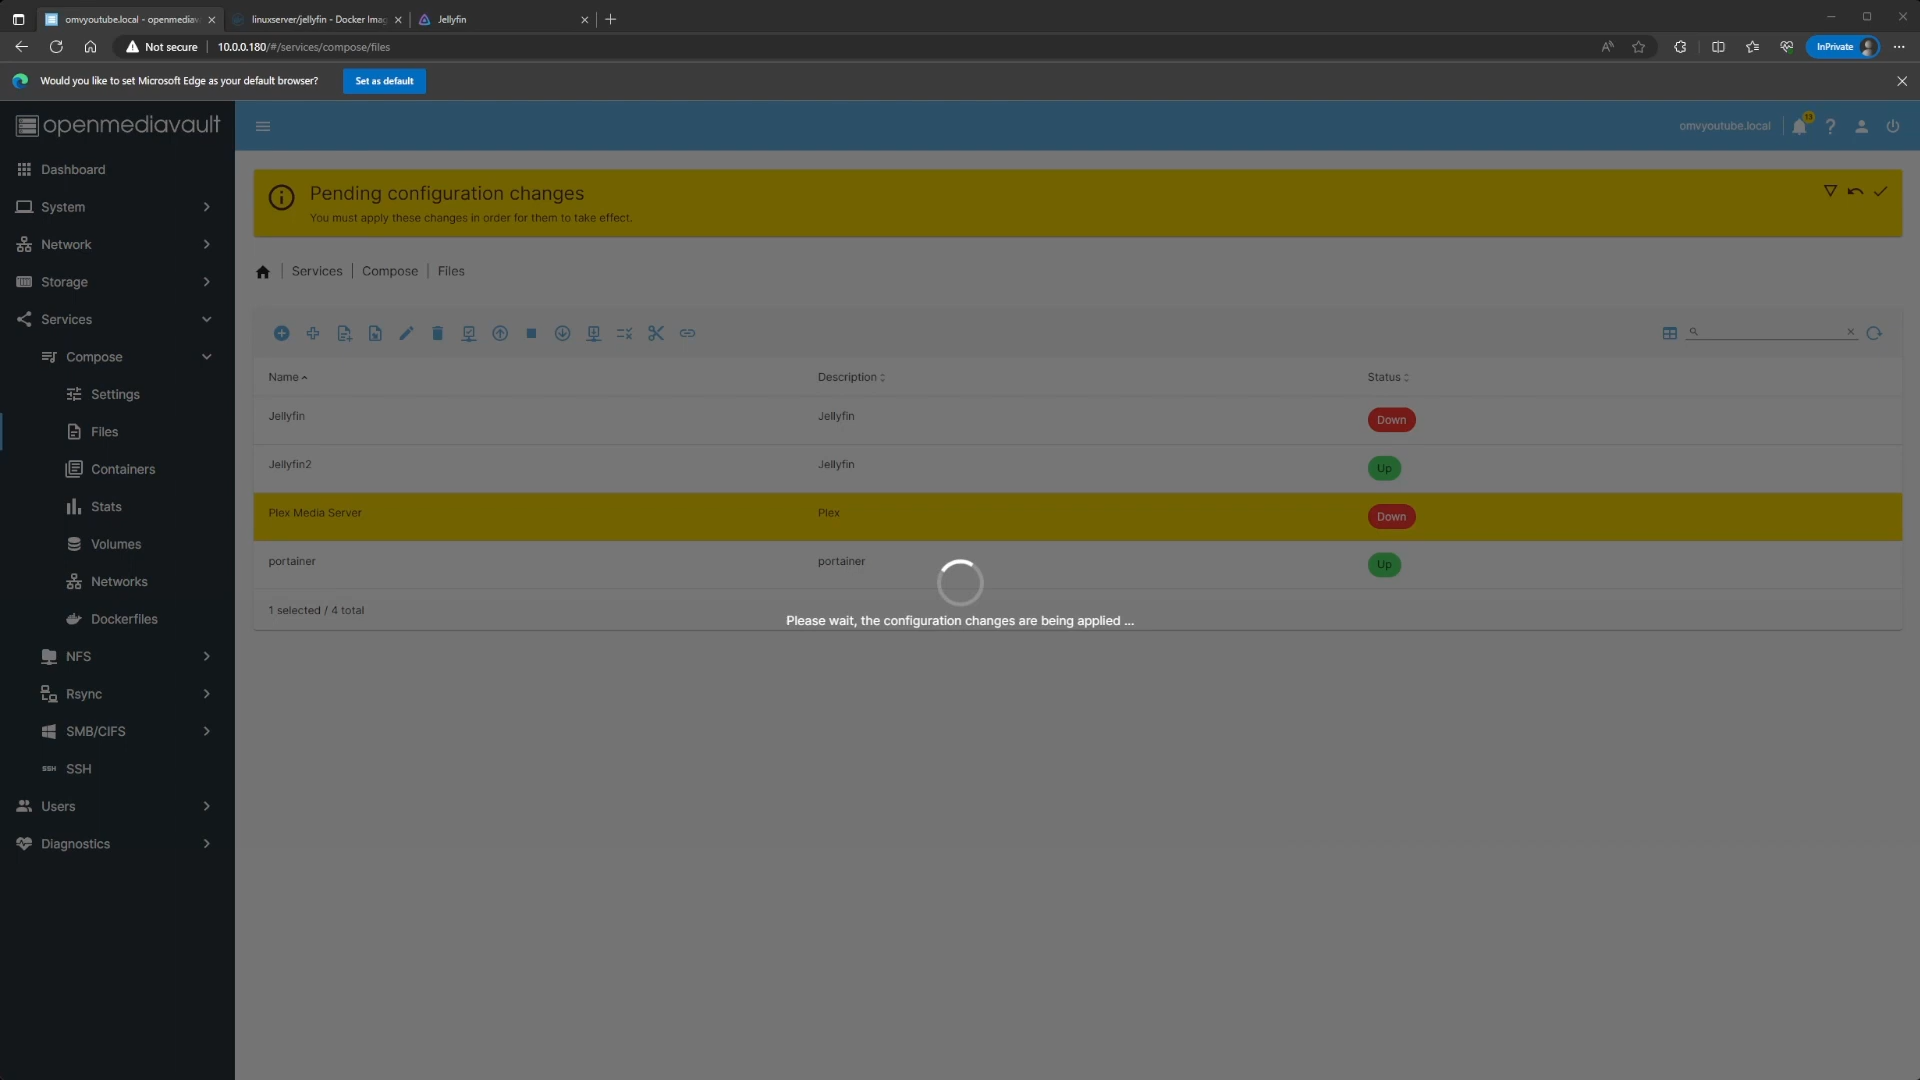 omvyoutube.local - openmediav
linuxserver/jellyfin - Docker Imag
Jellyfin
Not secure
10.0.0.180/#/services/compose/files
InPrivate
Would you like to set Microsoft Edge as your default browser?
Set as default
openmediavault
omvyoutube.local
13
Dashboard
System
Network
Storage
Services
Compose
Settings
Files
Containers
Stats
Volumes
Networks
Dockerfiles
NFS
Rsync
SMB/CIFS
SSH
SSH
Users
Diagnostics
Pending configuration changes
You must apply these changes in order for them to take effect.
Services | Compose | Files
Name Description Status
Jellyfin Jellyfin Down
Jellyfin2 Jellyfin Up
Plex Media Server Plex Down
portainer portainer Up
1 selected / 4 total
Please wait, the configuration changes are being applied ...